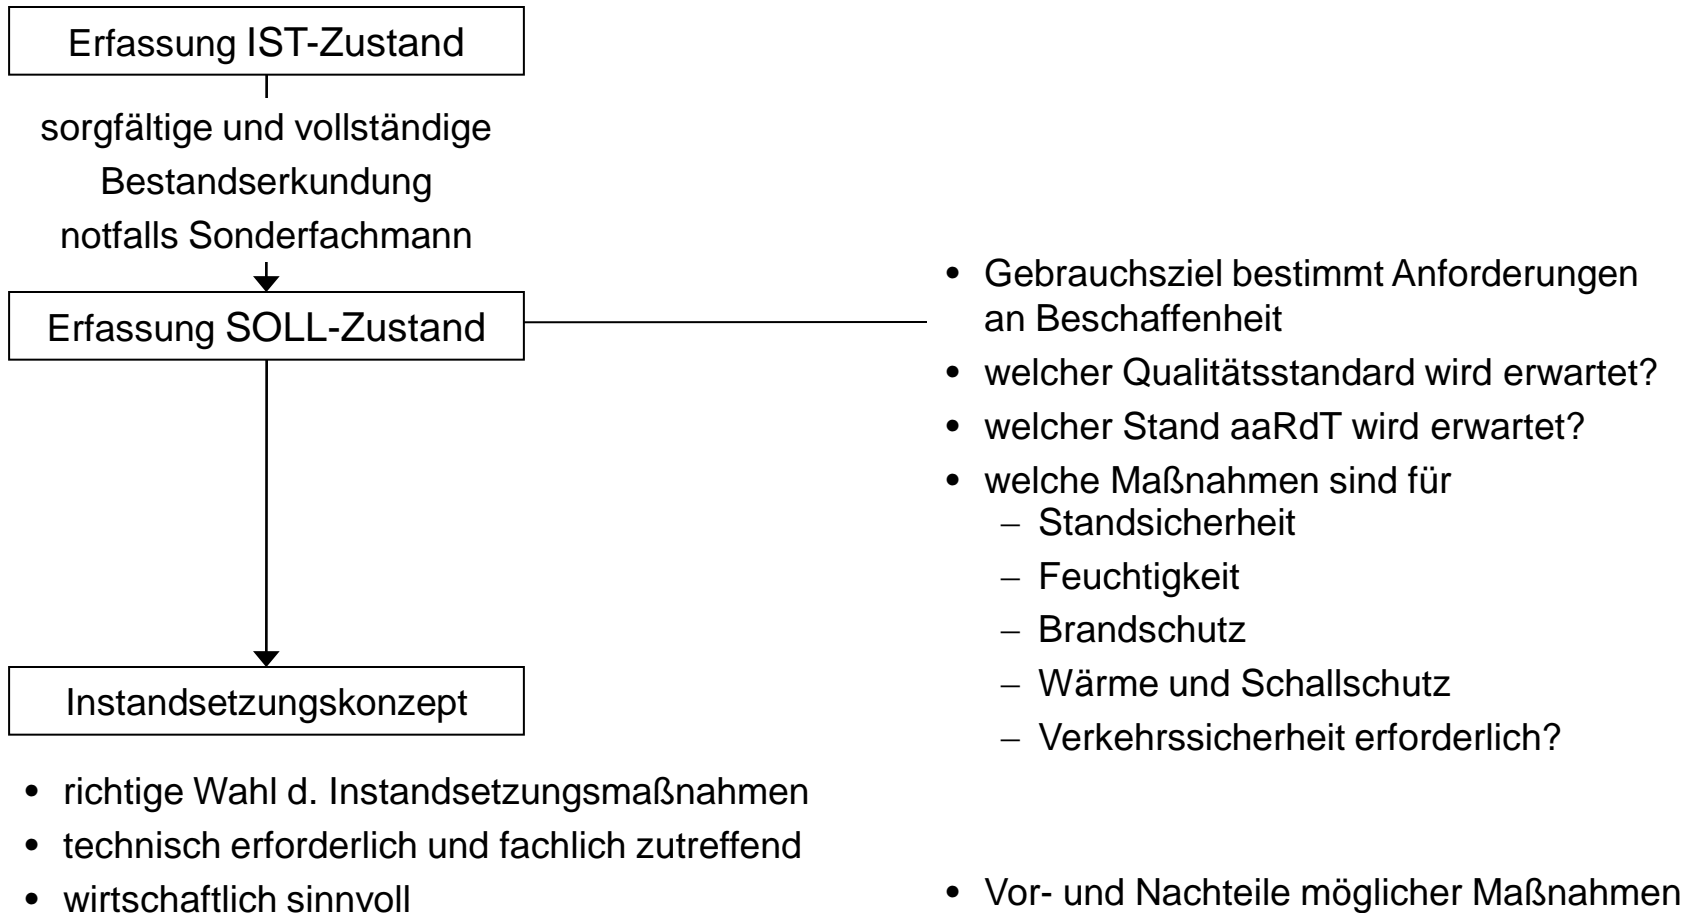 Erfassung IST-Zustand
sorgfältige und vollständige
Bestandserkundung
notfalls Sonderfachmann
Erfassung SOLL-Zustand
• Gebrauchsziel bestimmt Anforderungen
an Beschaffenheit
• welcher Qualitätsstandard wird erwartet?
• welcher Stand aaRdT wird erwartet?
• welche Maßnahmen sind für
– Standsicherheit
– Feuchtigkeit
– Brandschutz
– Wärme und Schallschutz
– Verkehrssicherheit erforderlich?
Instandsetzungskonzept
• richtige Wahl d. Instandsetzungsmaßnahmen
• technisch erforderlich und fachlich zutreffend
• wirtschaftlich sinnvoll
• Vor- und Nachteile möglicher Maßnahmen